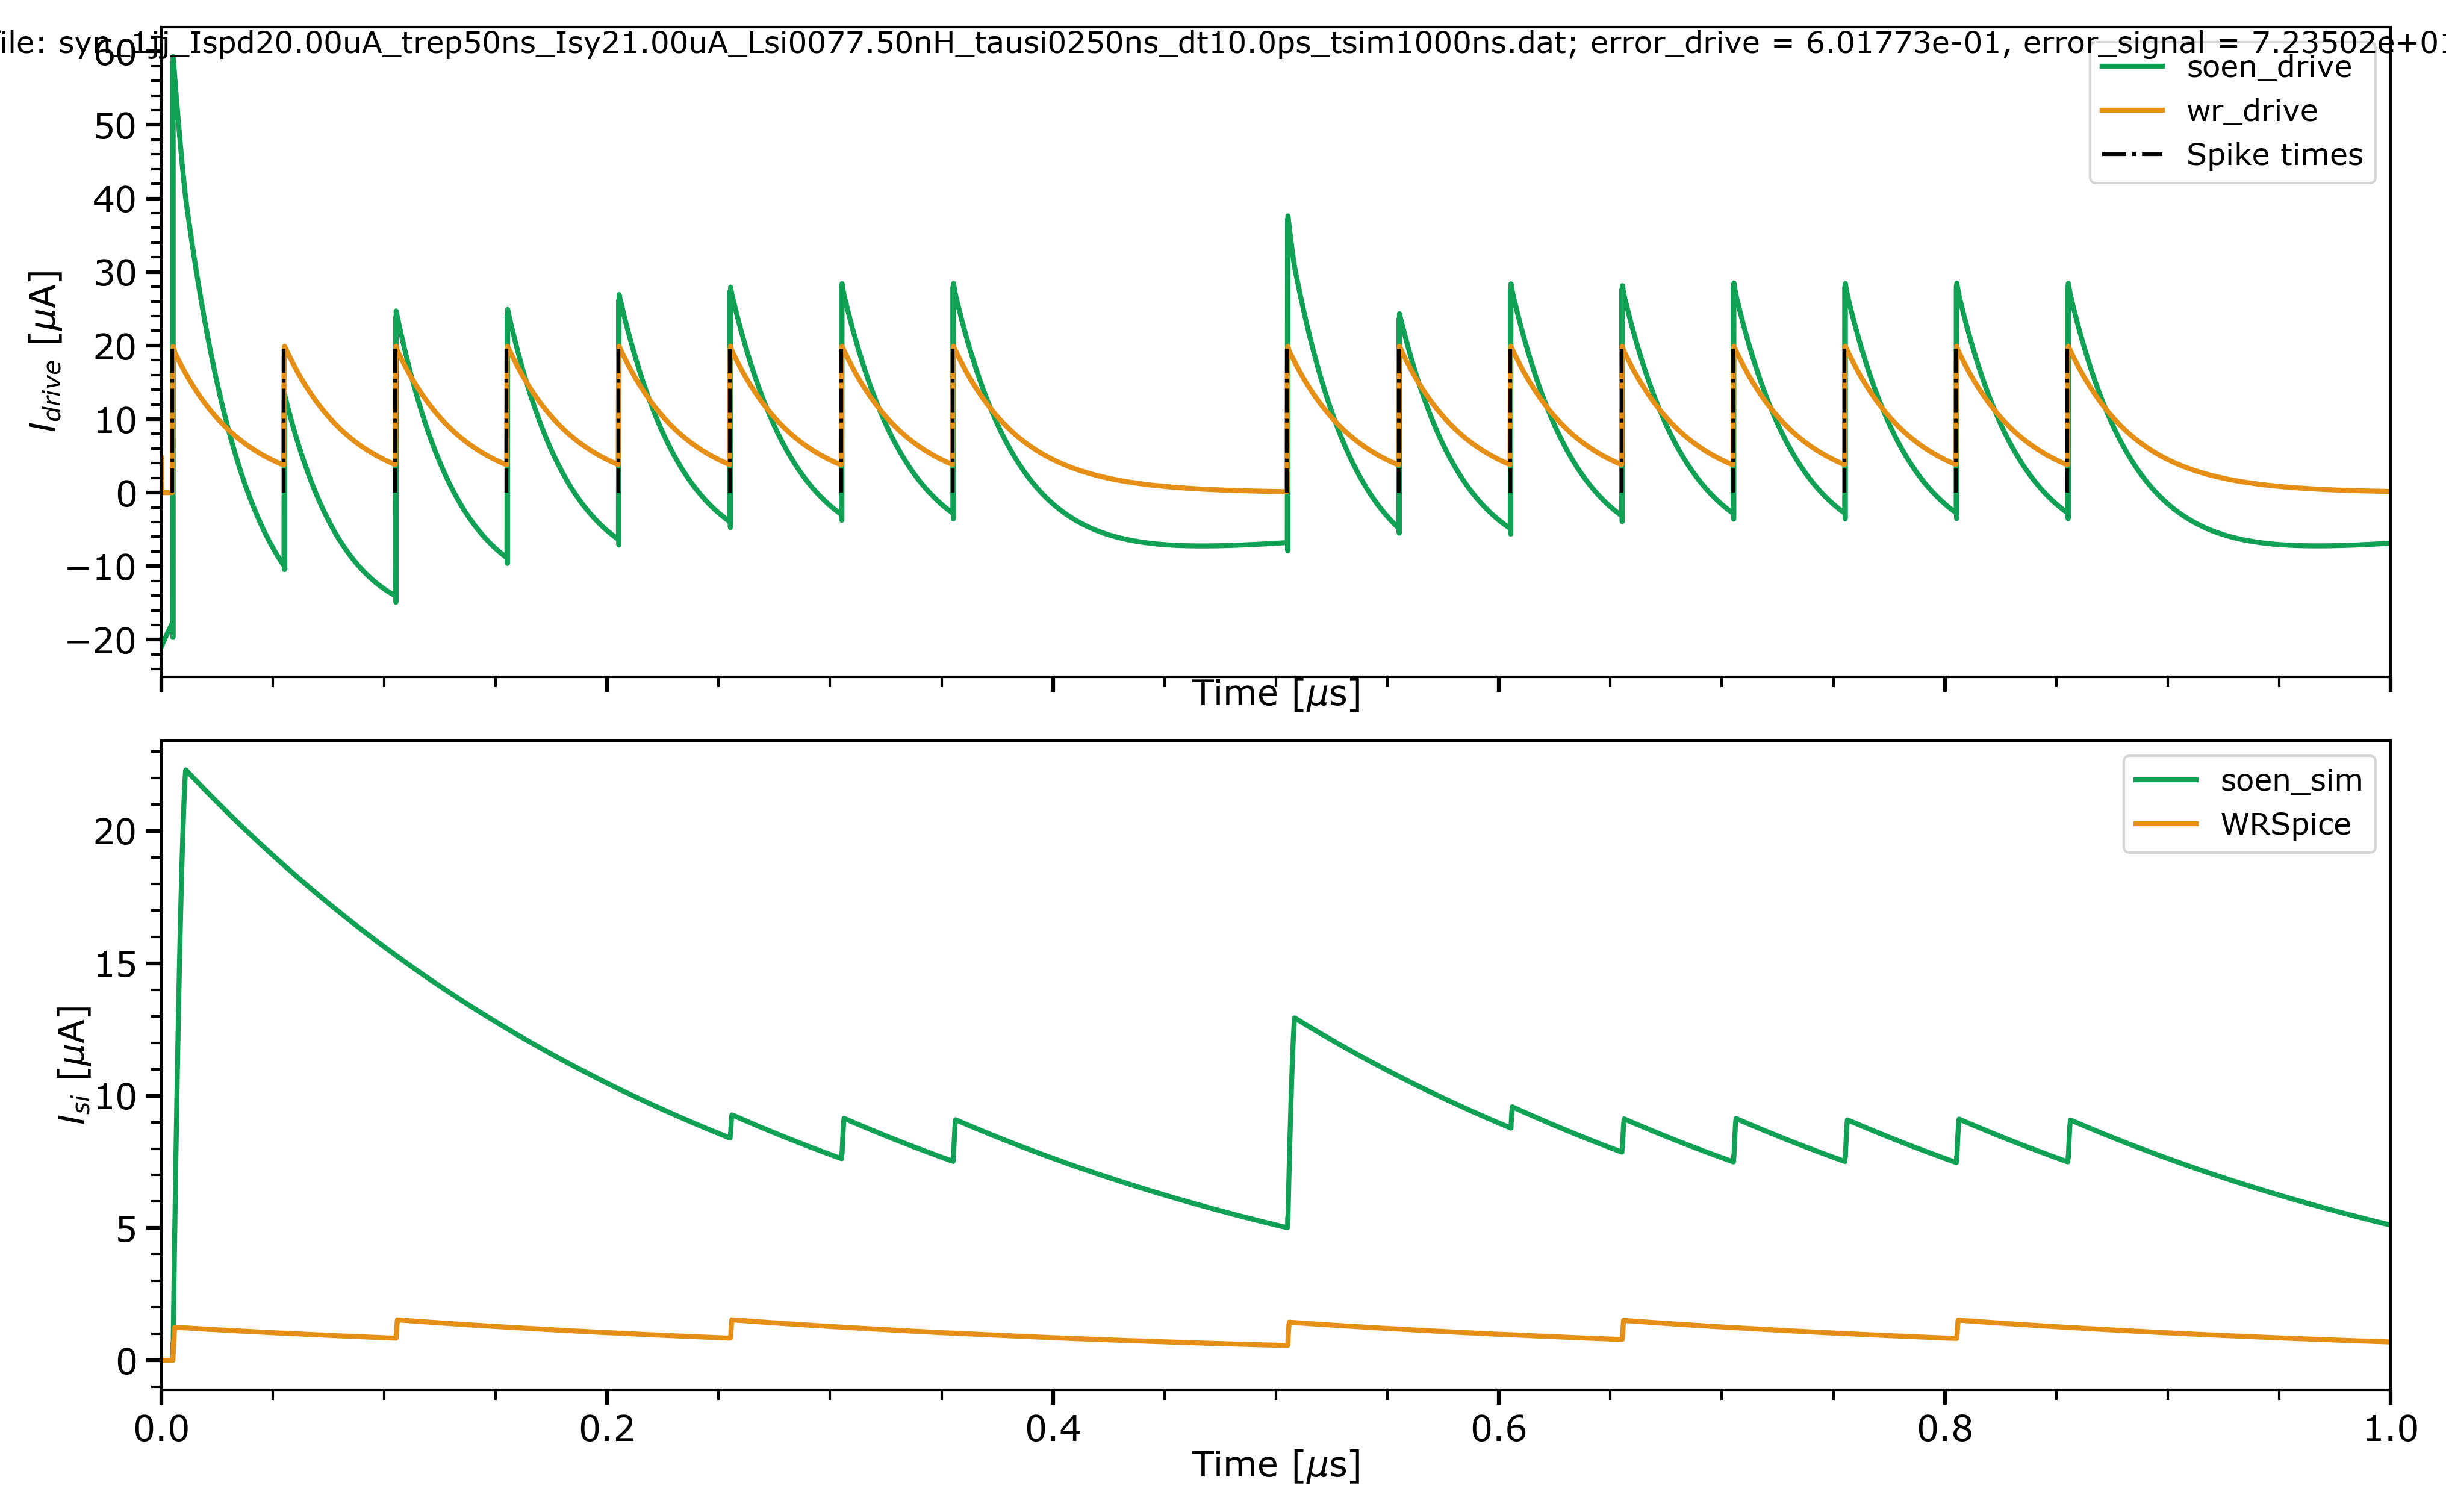 ile: syn_1jj_Ispd20.00uA_trep50ns_Isy21.00uA_Lsi0077.50nH_tausi0250ns_dt10.0ps_tsim1000ns.dat; error_drive = 6.01773e-01, error_signal = 7.23502e+01
soen_drive
wr_drive
Spike times
60
50
40
30
20
10
0
−10
−20
I_drive [μA]
Time [μs]
soen_sim
WRSpice
20
15
10
5
0
I_si [μA]
0.0 0.2 0.4 0.6 0.8 1.0
Time [μs]